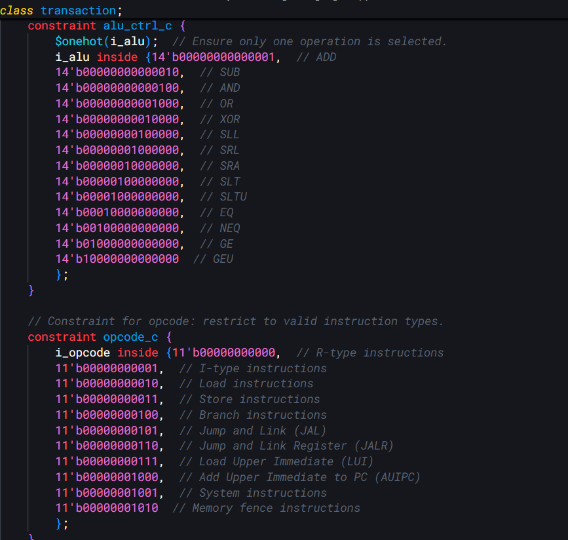 class transaction;
constraint alu_ctrl_c {
$onehot(i_alu); // Ensure only one operation is selected.
i_alu inside {14'b00000000000001, // ADD
14'b00000000000010, // SUB
14'b00000000000100, // AND
14'b00000000001000, // OR
14'b00000000010000, // XOR
14'b00000000100000, // SLL
14'b00000001000000, // SRL
14'b00000010000000, // SRA
14'b00000100000000, // SLT
14'b00001000000000, // SLTU
14'b00010000000000, // EQ
14'b00100000000000, // NEQ
14'b01000000000000, // GE
14'b10000000000000 // GEU
};
}
// Constraint for opcode: restrict to valid instruction types.
constraint opcode_c {
i_opcode inside {11'b00000000000, // R-type instructions
11'b00000000001, // I-type instructions
11'b00000000010, // Load instructions
11'b00000000011, // Store instructions
11'b00000000100, // Branch instructions
11'b00000000101, // Jump and Link (JAL)
11'b00000000110, // Jump and Link Register (JALR)
11'b00000000111, // Load Upper Immediate (LUI)
11'b00000001000, // Add Upper Immediate to PC (AUIPC)
11'b00000001001, // System instructions
11'b00000001010 // Memory fence instructions
};
}